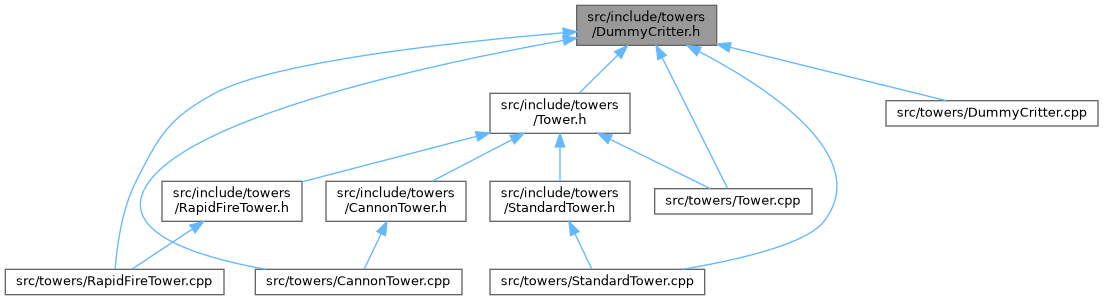 src/include/towers
/DummyCritter.h
src/include/towers
/Tower.h
src/towers/DummyCritter.cpp
src/include/towers
/RapidFireTower.h
src/include/towers
/CannonTower.h
src/include/towers
/StandardTower.h
src/towers/Tower.cpp
src/towers/RapidFireTower.cpp
src/towers/CannonTower.cpp
src/towers/StandardTower.cpp